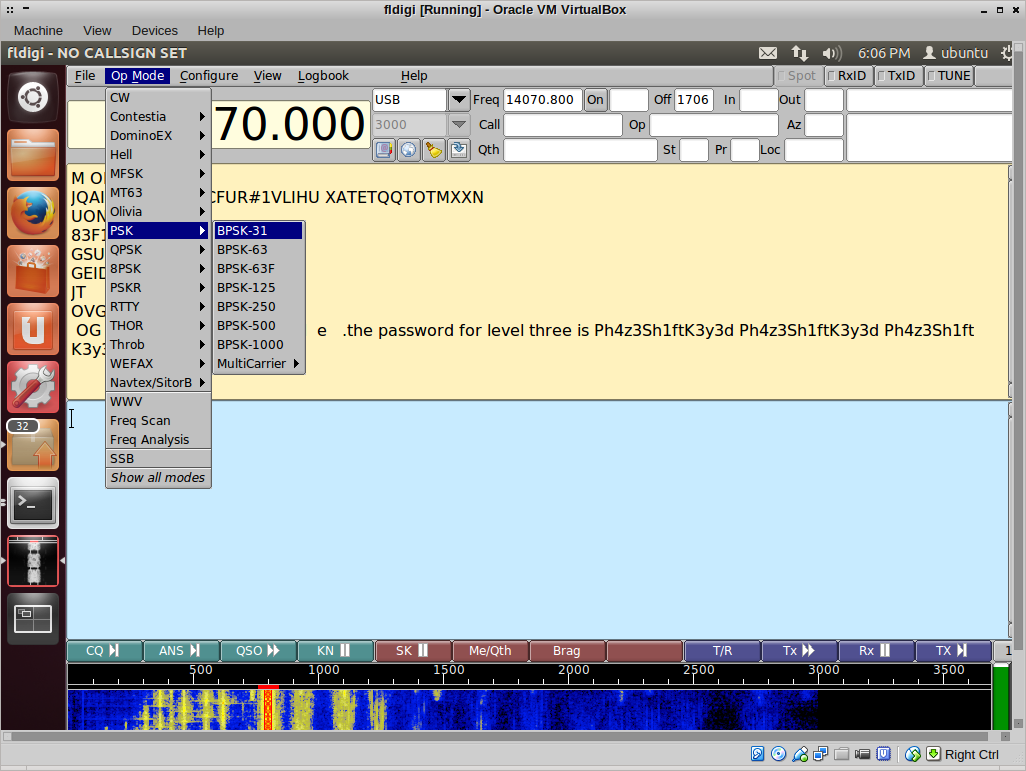 fldigi [Running] - Oracle VM VirtualBox
Machine View Devices Help
fldigi - NO CALLSIGN SET 6:06 PM ubuntu
File Op Mode Configure View Logbook Help Spot RxID TxID TUNE
70.000
USB Freq 14070.800 On Off 1706 In Out
3000 Call Op Az
Qth St Pr Loc
CW
Contestia
DominoEX
Hell
MFSK
MT63
Olivia
PSK
QPSK
8PSK
PSKR
RTTY
THOR
Throb
WEFAX
Navtex/SitorB
WWV
Freq Scan
Freq Analysis
SSB
Show all modes
BPSK-31
BPSK-63
BPSK-63F
BPSK-125
BPSK-250
BPSK-500
BPSK-1000
MultiCarrier
M O
JQAI CFUR#1VLIHU XATETQQTOTMXXN
UON
83F1
GSU
GEID
JT
OVG
OG e .the password for level three is Ph4z3Sh1ftK3y3d Ph4z3Sh1ftK3y3d Ph4z3Sh1ft
K3y3
32
CQ ANS QSO KN SK Me/Qth Brag T/R Tx Rx TX 1
500 1000 1500 2000 2500 3000 3500
Right Ctrl